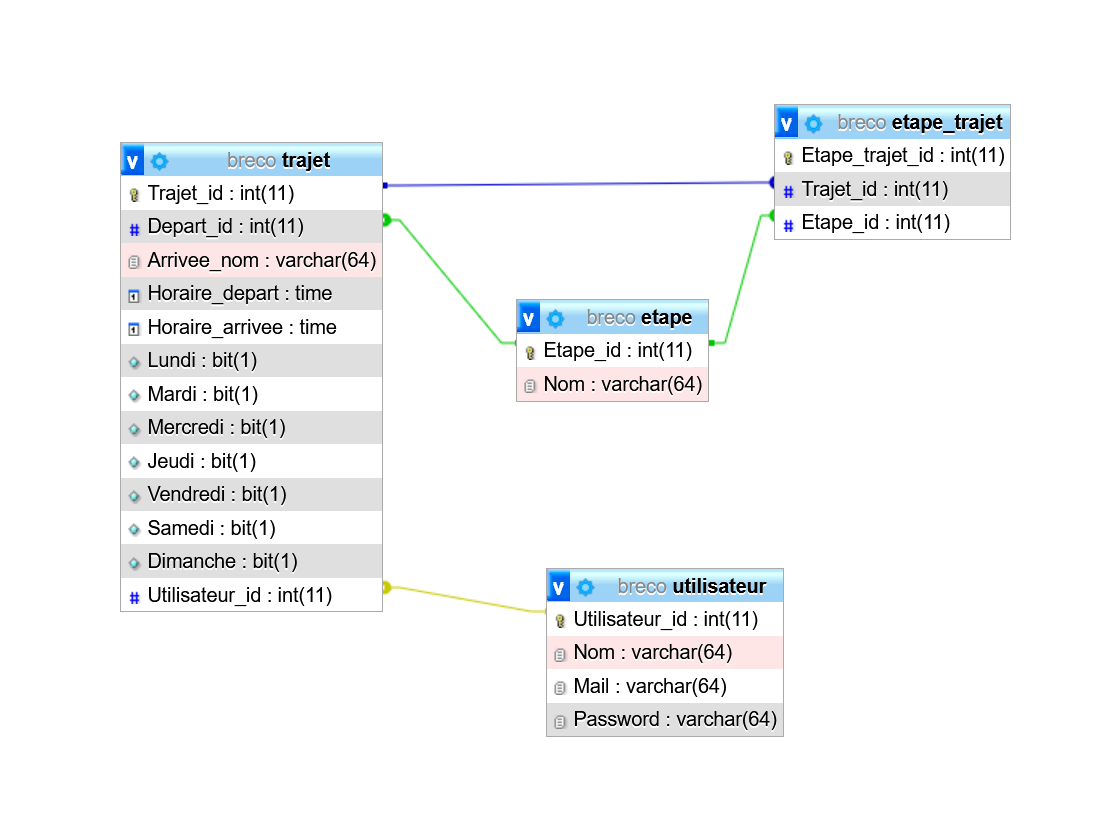 v breco trajet
Trajet_id : int(11)
# Depart_id : int(11)
Arrivee_nom : varchar(64)
Horaire_depart : time
Horaire_arrivee : time
Lundi : bit(1)
Mardi : bit(1)
Mercredi : bit(1)
Jeudi : bit(1)
Vendredi : bit(1)
Samedi : bit(1)
Dimanche : bit(1)
# Utilisateur_id : int(11)
v breco etape_trajet
Etape_trajet_id : int(11)
# Trajet_id : int(11)
# Etape_id : int(11)
v breco etape
Etape_id : int(11)
Nom : varchar(64)
v breco utilisateur
Utilisateur_id : int(11)
Nom : varchar(64)
Mail : varchar(64)
Password : varchar(64)